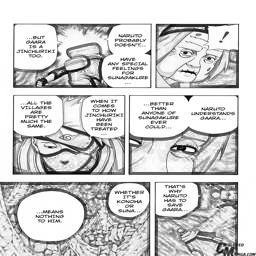 NARUTO
PROBABLY
DOESN'T...
HAVE ANY
SPECIAL
FEELINGS
FOR
SUNAGAKURE
...BUT
GAARA
IS A
JINCHURIKI
TOO.
!
NARUTO
UNDERSTANDS
GAARA...
...BETTER
THAN
ANYONE OF
SUNAGAKURE
EVER
COULD...
WHEN IT
COMES TO
HOW
JINCHURIKI
HAVE BEEN
TREATED
...
...ALL THE
VILLAGES
ARE
PRETTY
MUCH THE
SAME.
THAT'S
WHY
NARUTO
HAS TO
SAVE
GAARA.
WHETHER
IT'S
KONOHA
OR
SUNA...
...MEANS
NOTHING
TO HIM.